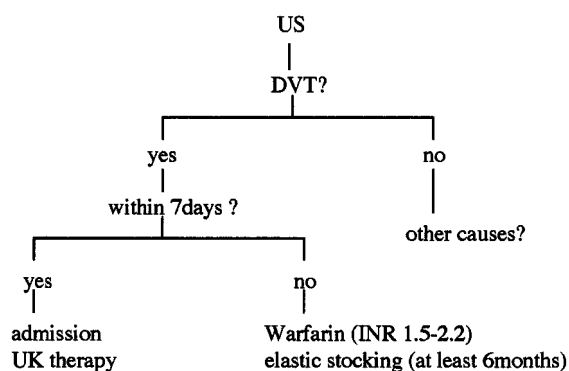 US
DVT?
yes
no
within 7days ?
other causes?
yes
no
admission
UK therapy
Warfarin (INR 1.5-2.2)
elastic stocking (at least 6months)